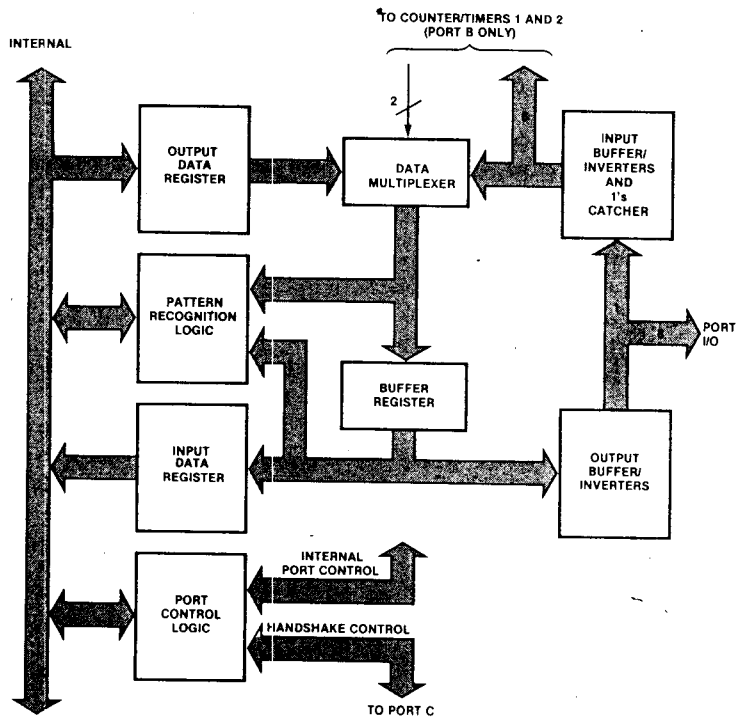 TO COUNTER/TIMERS 1 AND 2
(PORT B ONLY)
INTERNAL
2
8
OUTPUT
DATA
REGISTER
DATA
MULTIPLEXER
INPUT
BUFFER/
INVERTERS
AND
1's
CATCHER
PATTERN
RECOGNITION
LOGIC
8
PORT
I/O
BUFFER
REGISTER
INPUT
DATA
REGISTER
OUTPUT
BUFFER/
INVERTERS
INTERNAL
PORT CONTROL
PORT
CONTROL
LOGIC
HANDSHAKE CONTROL
TO PORT C